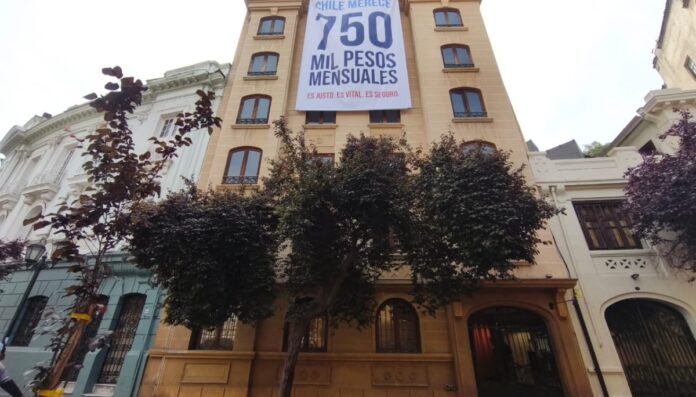 CHILE MERECE
750
MIL PESOS
MENSUALES
ES JUSTO. ES VITAL. ES SEGURO.